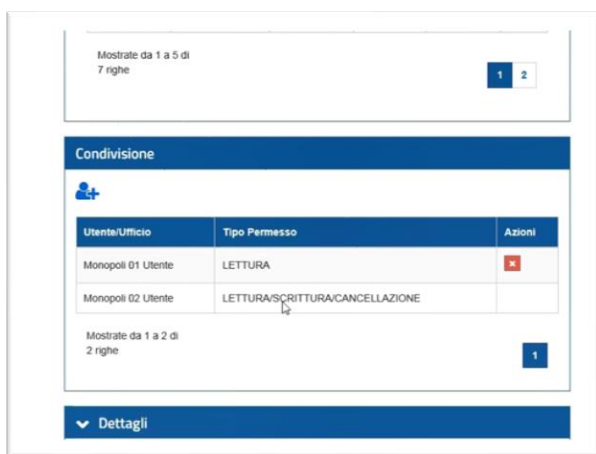 Mostrate da 1 a 5 di
7 righe
1 2
Condivisione
Utente/Ufficio Tipo Permesso Azioni
Monopoli 01 Utente LETTURA
Monopoli 02 Utente LETTURA/SCRITTURA/CANCELLAZIONE
Mostrate da 1 a 2 di
2 righe
1
Dettagli